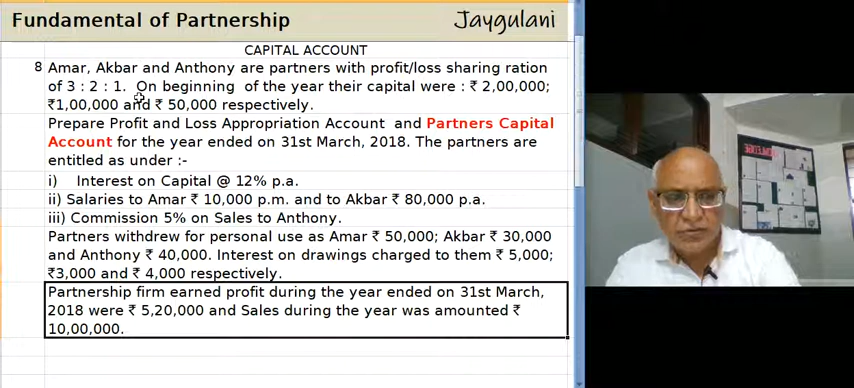 Fundamental of Partnership
Jaygulani
CAPITAL ACCOUNT
8 Amar, Akbar and Anthony are partners with profit/loss sharing ration
of 3 : 2 : 1. On beginning of the year their capital were : ₹ 2,00,000;
₹1,00,000 and ₹ 50,000 respectively.
Prepare Profit and Loss Appropriation Account and Partners Capital
Account for the year ended on 31st March, 2018. The partners are
entitled as under :-
i) Interest on Capital @ 12% p.a.
ii) Salaries to Amar ₹ 10,000 p.m. and to Akbar ₹ 80,000 p.a.
iii) Commission 5% on Sales to Anthony.
Partners withdrew for personal use as Amar ₹ 50,000; Akbar ₹ 30,000
and Anthony ₹ 40,000. Interest on drawings charged to them ₹ 5,000;
₹3,000 and ₹ 4,000 respectively.
Partnership firm earned profit during the year ended on 31st March,
2018 were ₹ 5,20,000 and Sales during the year was amounted ₹
10,00,000.